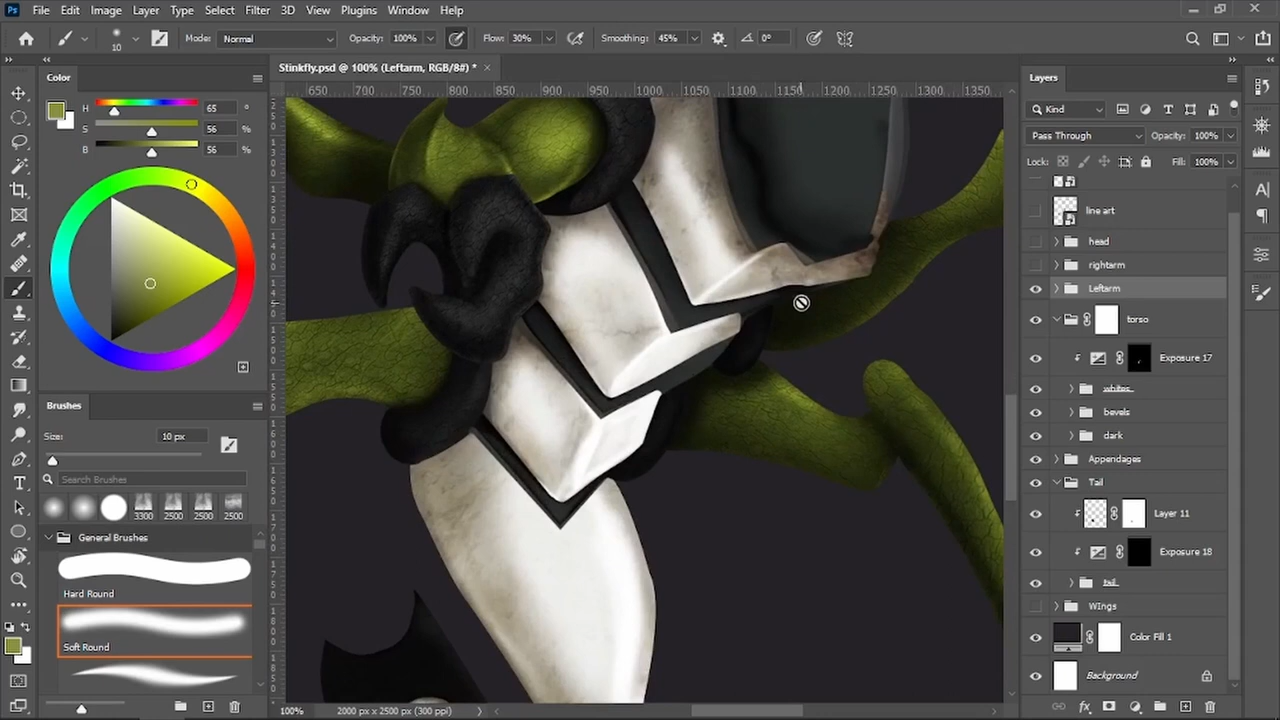 Ps File Edit Image Layer Type Select Filter 3D View Plugins Window Help
10 Mode: Normal Opacity: 100% Flow: 30% Smoothing: 45% 0°
Color
Stinkfly.psd @ 100% (Leftarm, RGB/8#) * ×
Layers
650 700 750 800 850 900 950 1000 1050 1100 1150 1200 1250 1300 1350
H 65 °
S 56 %
B 56 %
Kind
Pass Through Opacity: 100%
Lock: Fill: 100%
line art
head
rightarm
Leftarm
torso
Exposure 17
whites
bevels
dark
Appendages
Tail
Layer 11
Exposure 18
tail
WIngs
Color Fill 1
Background
Brushes
Size: 10 px
Search Brushes
3300 2500 2500 2500
General Brushes
Hard Round
Soft Round
100% 2000 px x 2500 px (300 ppi)